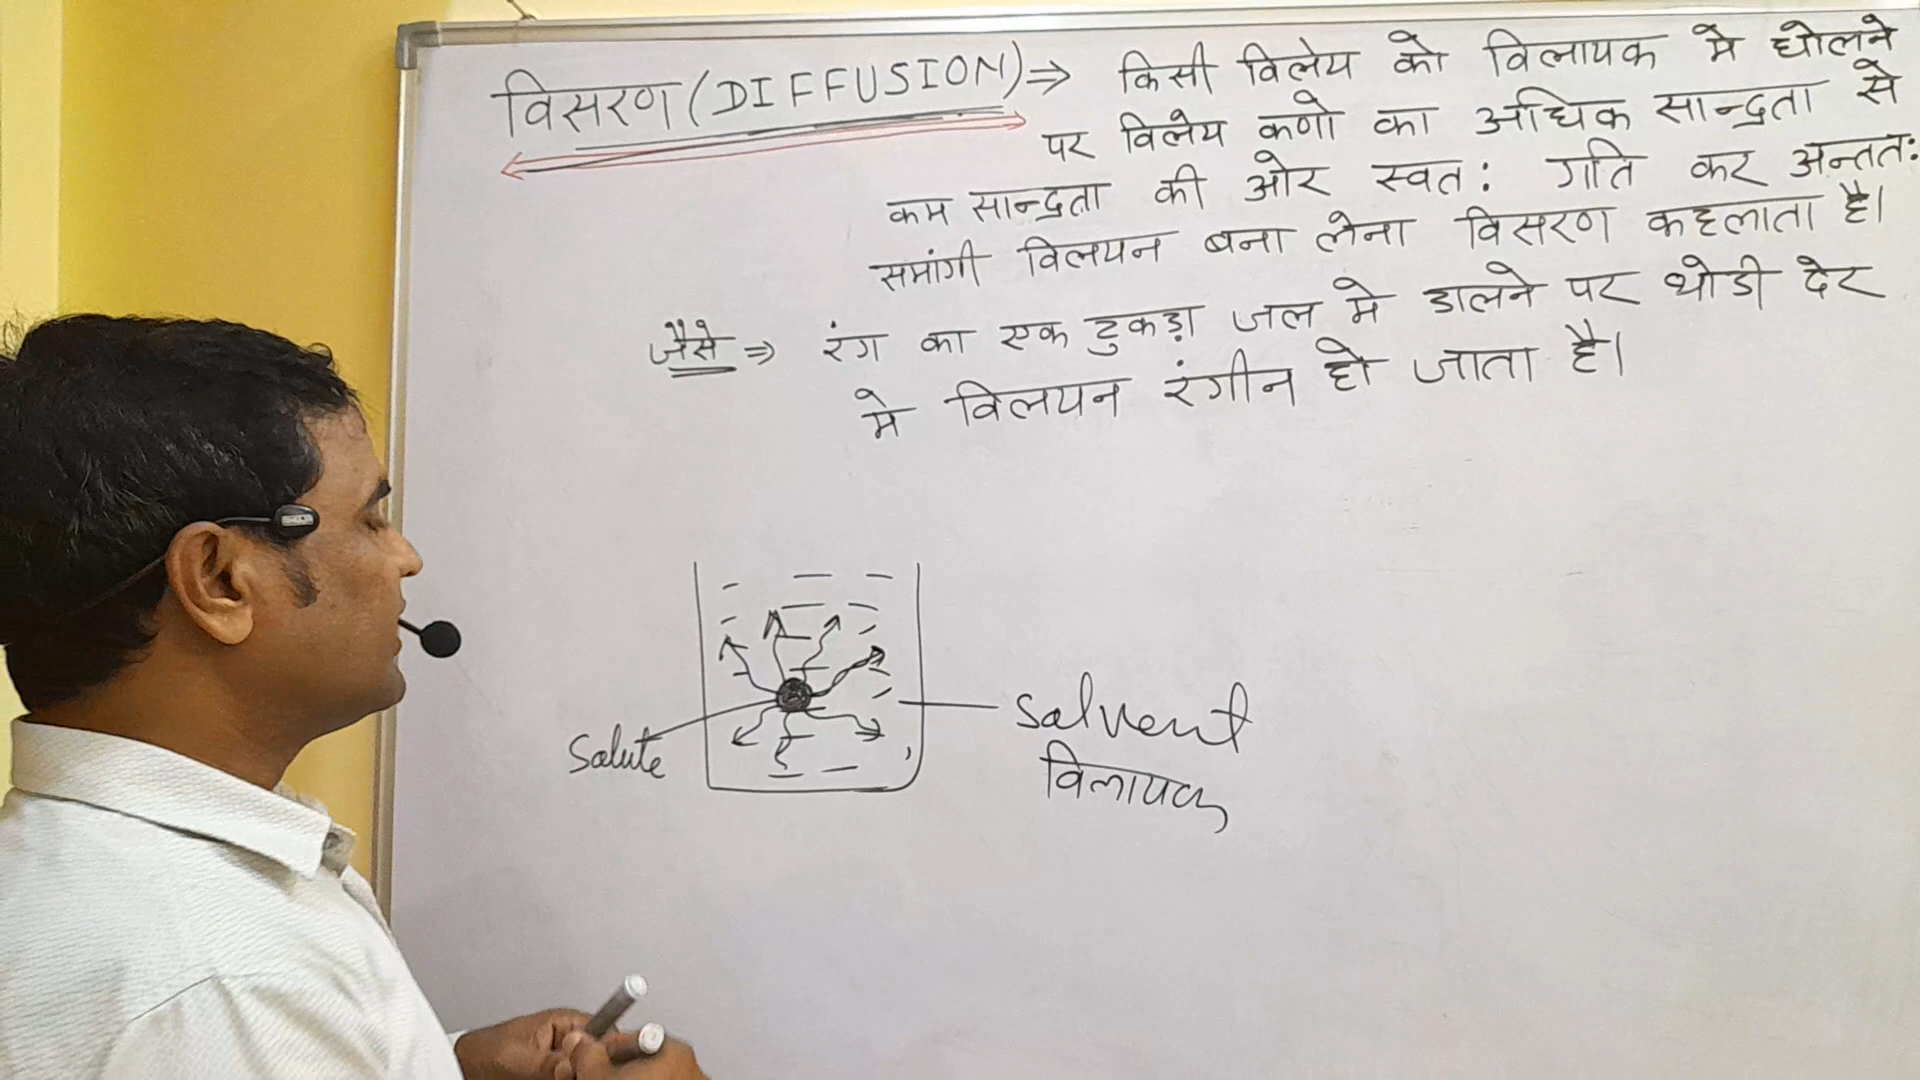 विसरण (DIFFUSION) ⇒ किसी विलेय को विलायक मे घोलने
पर विलेय कणो का अधिक सान्द्रता से
कम सान्द्रता की ओर स्वत: गति कर अन्तत:
समांगी विलयन बना लेना विसरण कहलाता है।
जैसे ⇒ रंग का एक टुकड़ा जल मे डालने पर थोडी देर
मे विलयन रंगीन हो जाता है।
Salute
Salvent
विलायक